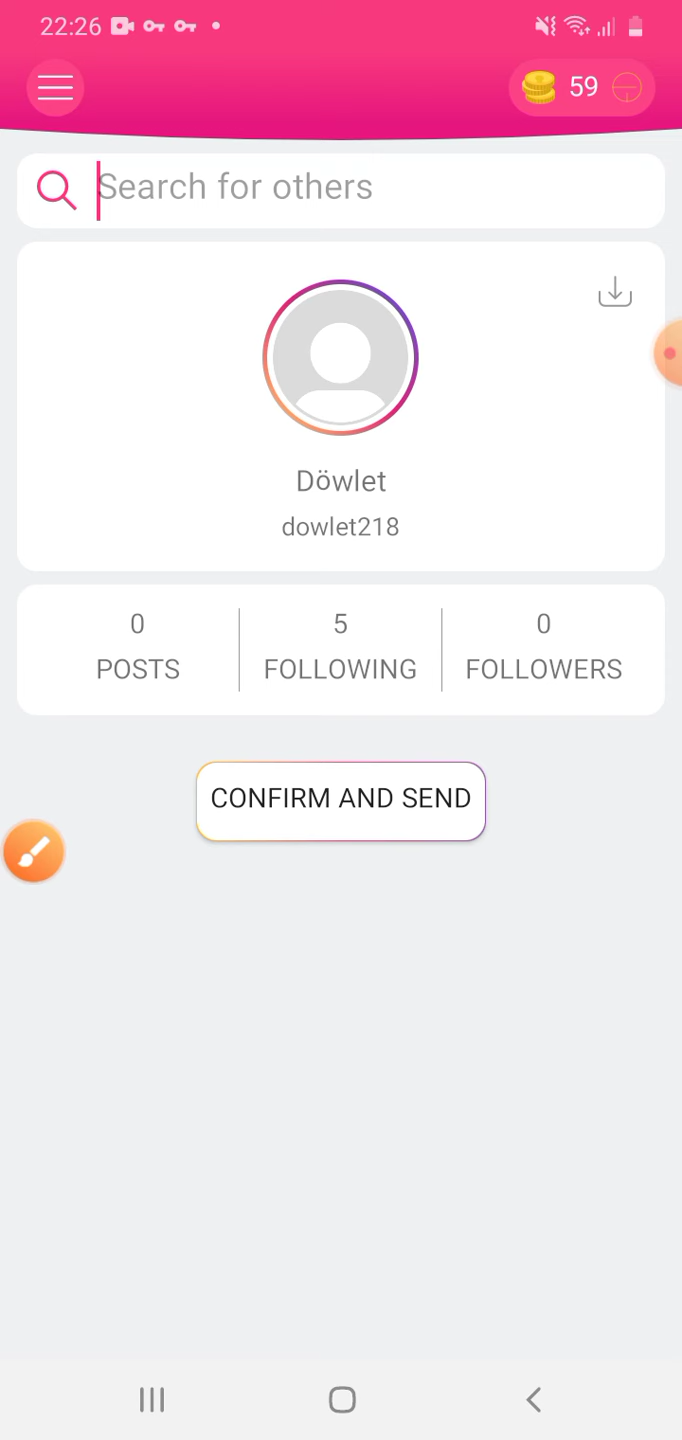 22:26
59
Search for others
Döwlet
dowlet218
0 5 0
POSTS FOLLOWING FOLLOWERS
CONFIRM AND SEND